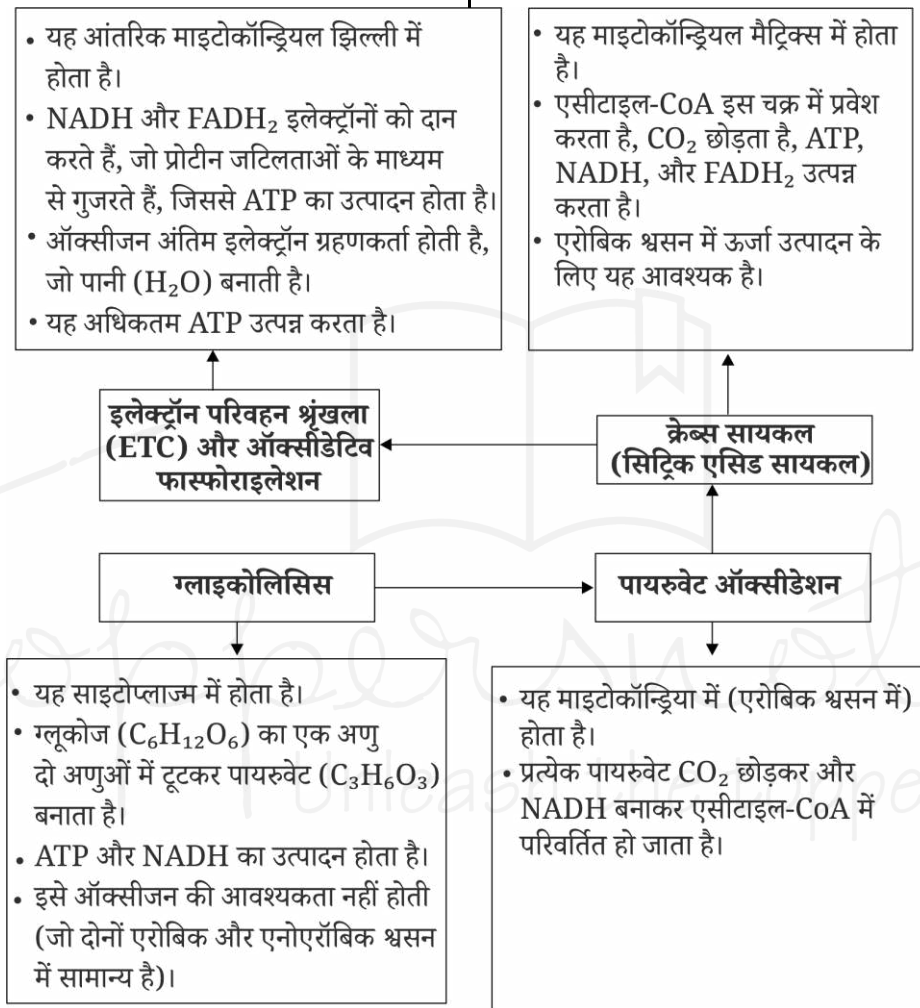 • यह आंतरिक माइटोकॉन्ड्रियल झिल्ली में
होता है।
• NADH और FADH₂ इलेक्ट्रॉनों को दान
करते हैं, जो प्रोटीन जटिलताओं के माध्यम
से गुजरते हैं, जिससे ATP का उत्पादन होता है।
• ऑक्सीजन अंतिम इलेक्ट्रॉन ग्रहणकर्ता होती है,
जो पानी (H₂O) बनाती है।
• यह अधिकतम ATP उत्पन्न करता है।
• यह माइटोकॉन्ड्रियल मैट्रिक्स में होता
है।
• एसीटाइल-CoA इस चक्र में प्रवेश
करता है, CO₂ छोड़ता है, ATP,
NADH, और FADH₂ उत्पन्न
करता है।
• एरोबिक श्वसन में ऊर्जा उत्पादन के
लिए यह आवश्यक है।
इलेक्ट्रॉन परिवहन श्रृंखला
(ETC) और ऑक्सीडेटिव
फास्फोराइलेशन
क्रेब्स सायकल
(सिट्रिक एसिड सायकल)
ग्लाइकोलिसिस
पायरुवेट ऑक्सीडेशन
• यह साइटोप्लाज्म में होता है।
• ग्लूकोज (C₆H₁₂O₆) का एक अणु
दो अणुओं में टूटकर पायरुवेट (C₃H₆O₃)
बनाता है।
• ATP और NADH का उत्पादन होता है।
• इसे ऑक्सीजन की आवश्यकता नहीं होती
(जो दोनों एरोबिक और एनोएरॉबिक श्वसन
में सामान्य है)।
• यह माइटोकॉन्ड्रिया में (एरोबिक श्वसन में)
होता है।
• प्रत्येक पायरुवेट CO₂ छोड़कर और
NADH बनाकर एसीटाइल-CoA में
परिवर्तित हो जाता है।
Unleash the